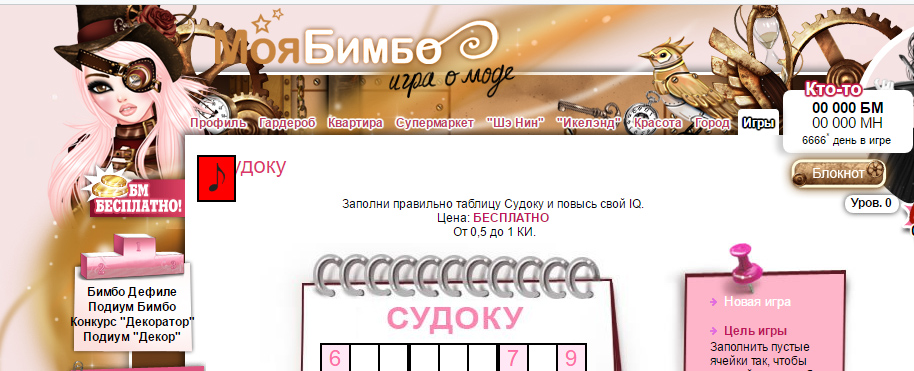 МояБимбо
игра о моде
Кто-то
00 000 БМ
00 000 МН
6666° день в игре
Профиль Гардероб Квартира Супермаркет "Шэ Нин" "Икелэнд" Красота Город Игры
Блокнот
Уров. 0
БМ
БЕСПЛАТНО!
удоку
Заполни правильно таблицу Судоку и повысь свой IQ.
Цена: БЕСПЛАТНО
От 0,5 до 1 КИ.
1
Бимбо Дефиле
Подиум Бимбо
Конкурс "Декоратор"
Подиум "Декор"
СУДОКУ
6 7 9
Новая игра
Цель игры
Заполнить пустые
ячейки так, чтобы